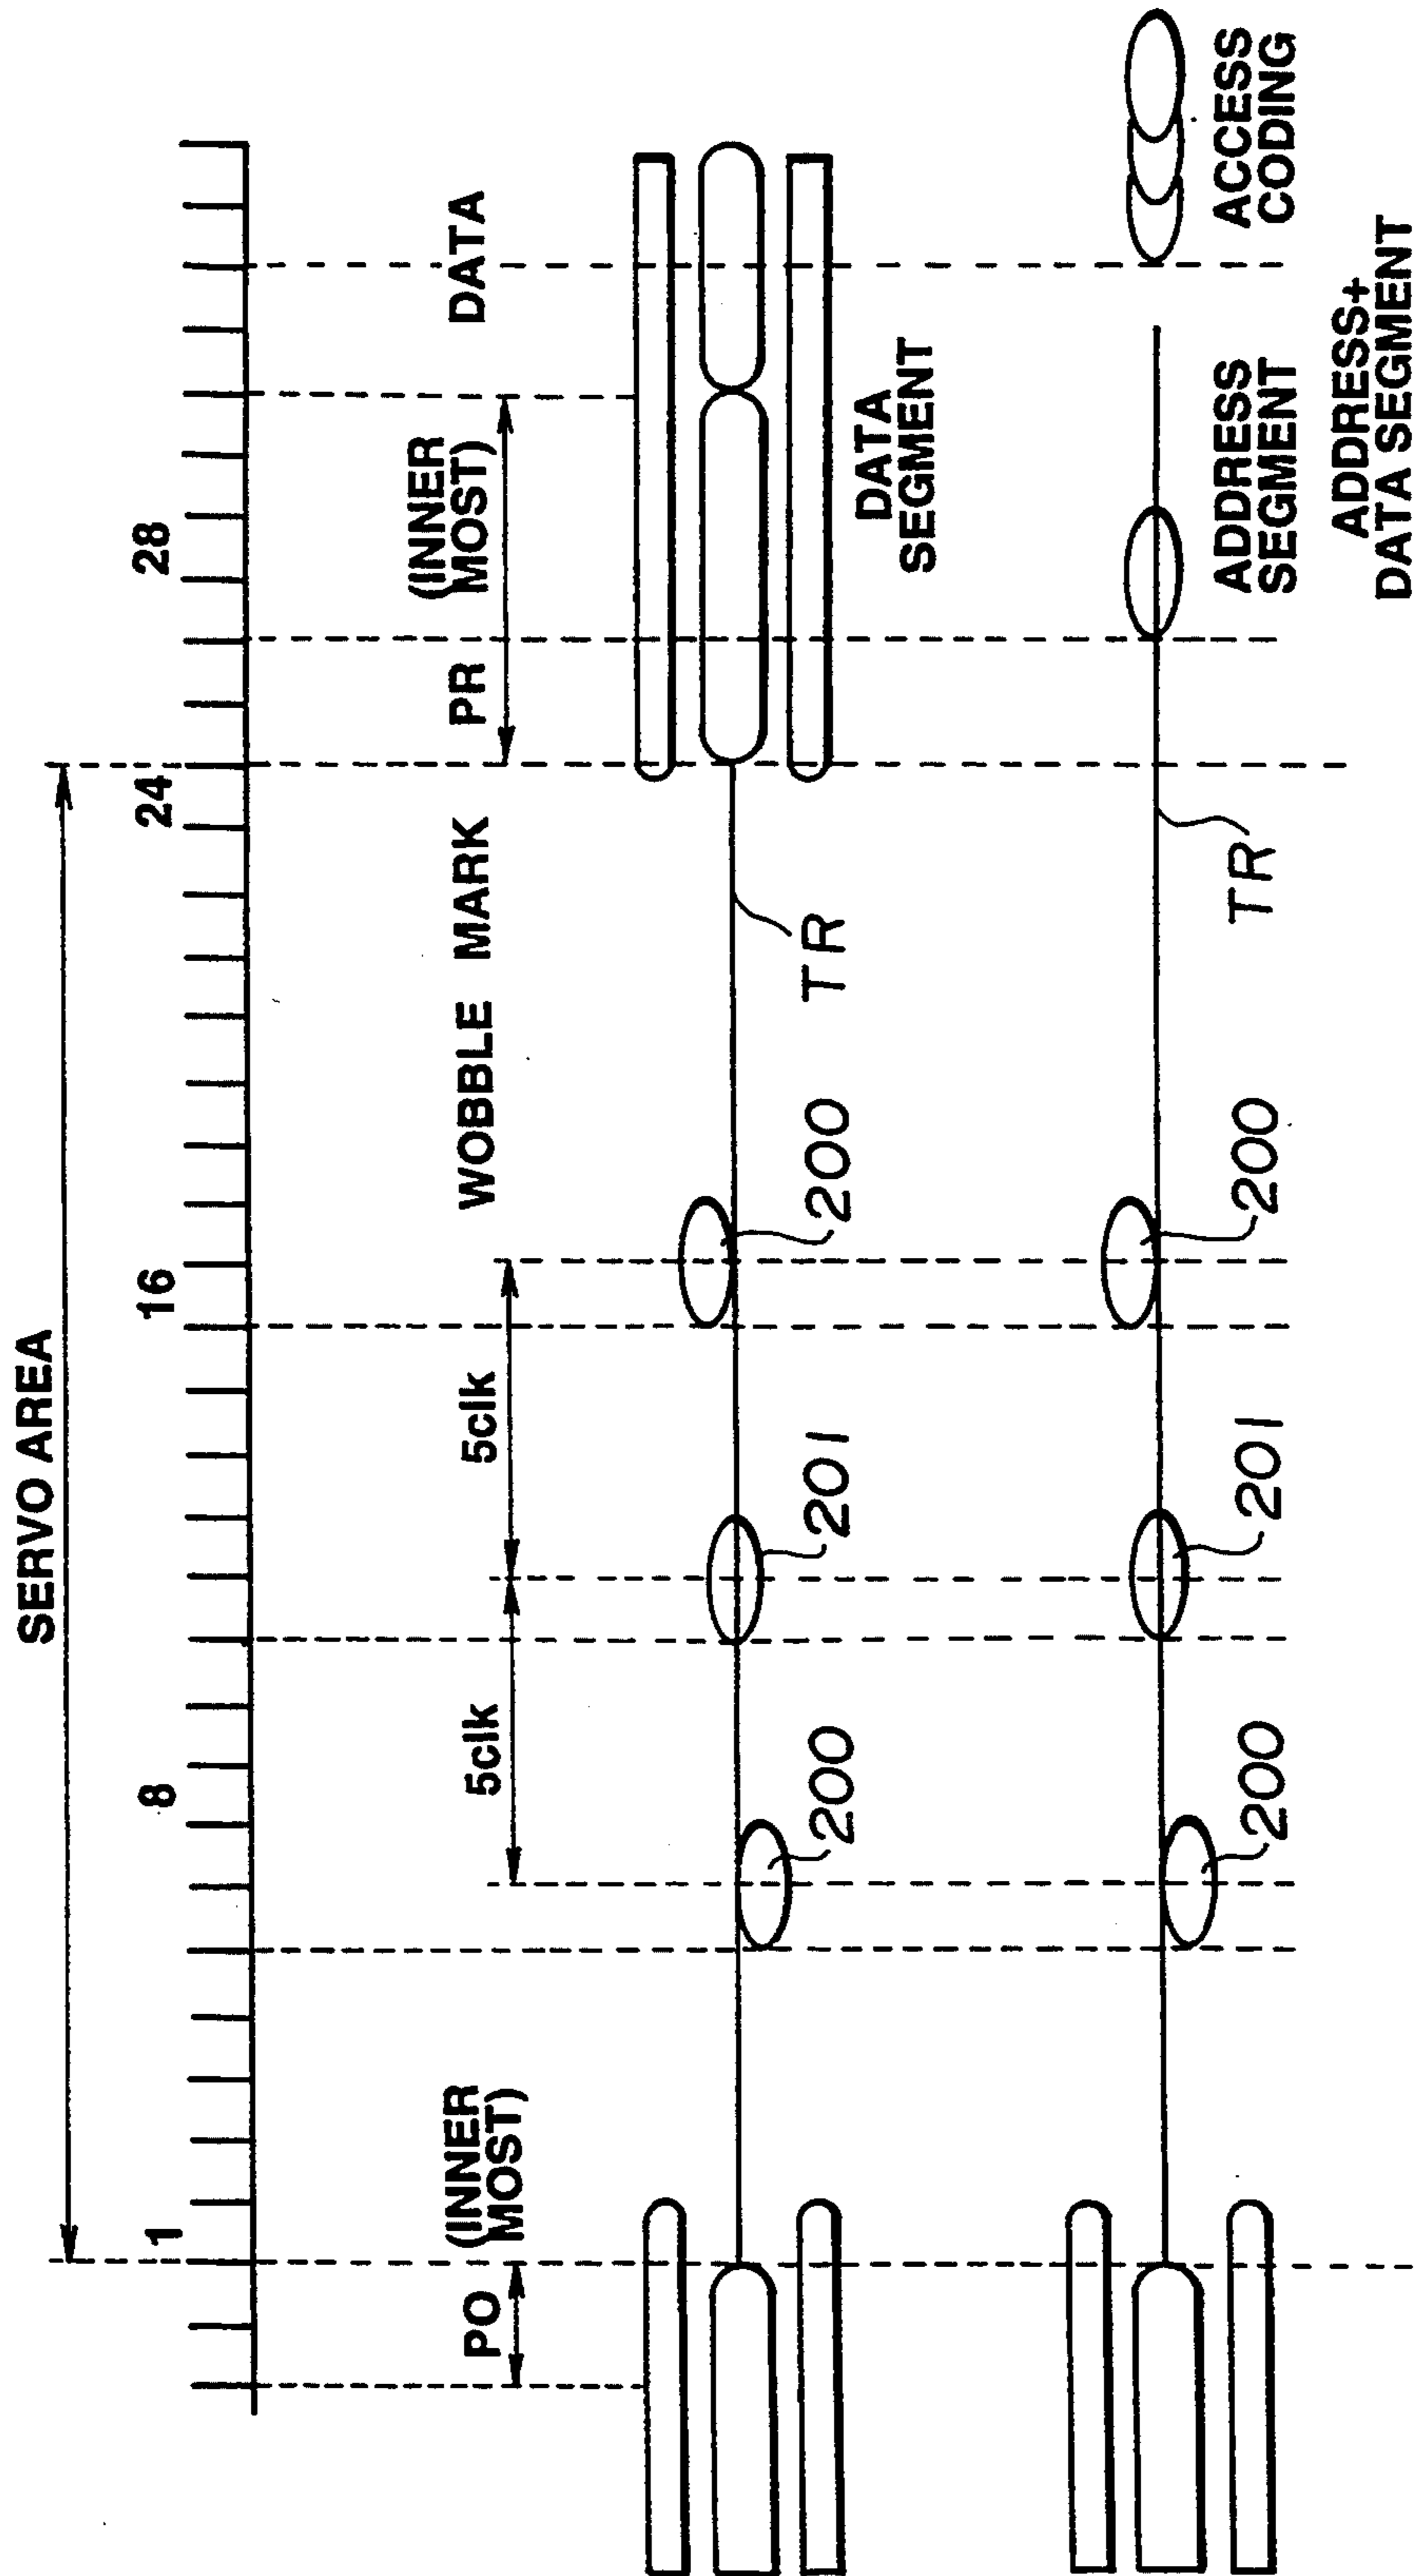 SERVO AREA
1
8
16
24
28
PO
(INNER
MOST)
5clk
5clk
WOBBLE MARK
PR
(INNER
MOST)
DATA
200
201
200
TR
DATA
SEGMENT
200
201
200
TR
ADDRESS
SEGMENT
ACCESS
CODING
ADDRESS+
DATA SEGMENT